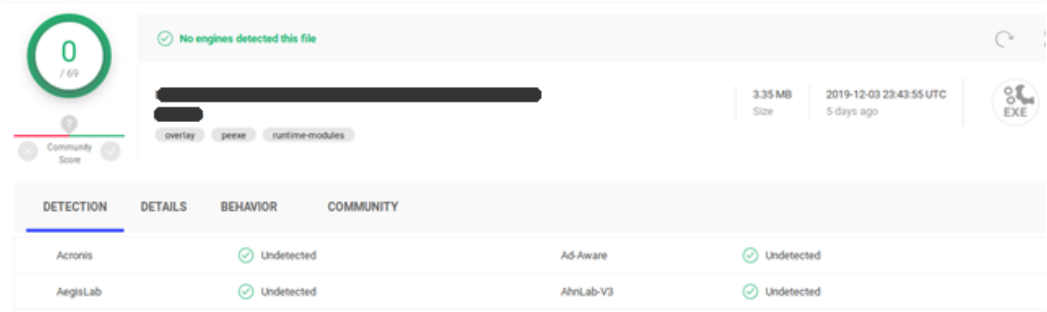 0
/ 69
No engines detected this file
3.35 MB
Size
2019-12-03 23:43:55 UTC
5 days ago
EXE
overlay peexe runtime-modules
?
Community
Score
DETECTION DETAILS BEHAVIOR COMMUNITY
Acronis Undetected Ad-Aware Undetected
AegisLab Undetected AhnLab-V3 Undetected